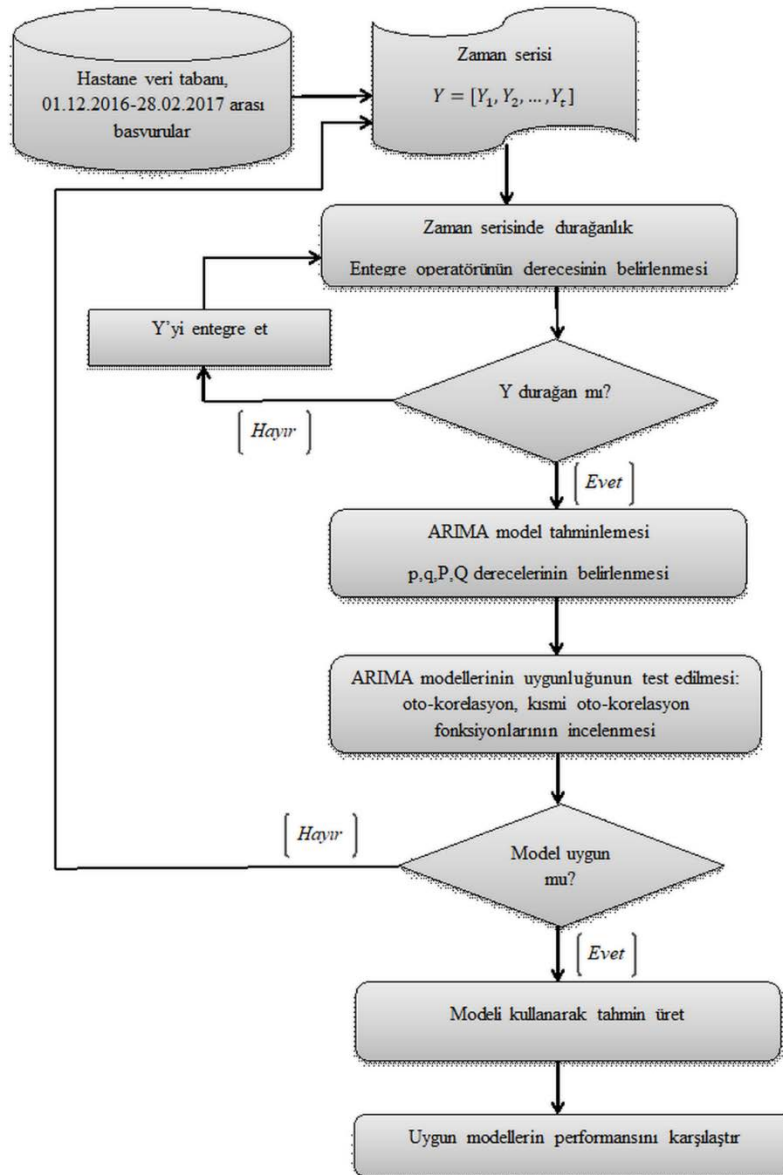 Hastane veri tabanı,
01.12.2016-28.02.2017 arası
basvurular
Zaman serisi
Y = [Y₁, Y₂, … , Yₜ]
Zaman serisinde durağanlık
Entegre operatörünün derecesinin belirlenmesi
Y'yi entegre et
Y durağan mı?
[Hayır]
[Evet]
ARIMA model tahminlemesi
p,q,P,Q derecelerinin belirlenmesi
ARIMA modellerinin uygunluğunun test edilmesi:
oto-korelasyon, kısmi oto-korelasyon
fonksiyonlarının incelenmesi
[Hayır]
Model uygun
mu?
[Evet]
Modeli kullanarak tahmin üret
Uygun modellerin performansını karşılaştır